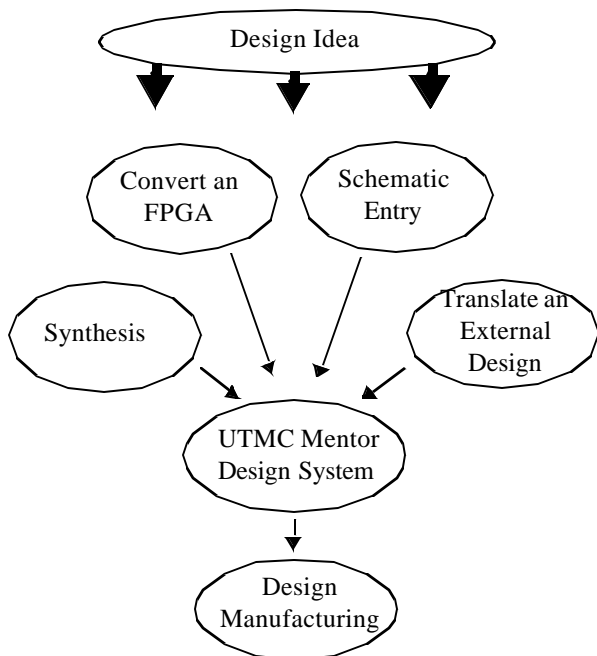 Design Idea
Convert an
FPGA
Schematic
Entry
Synthesis
Translate an
External
Design
UTMC Mentor
Design System
Design
Manufacturing